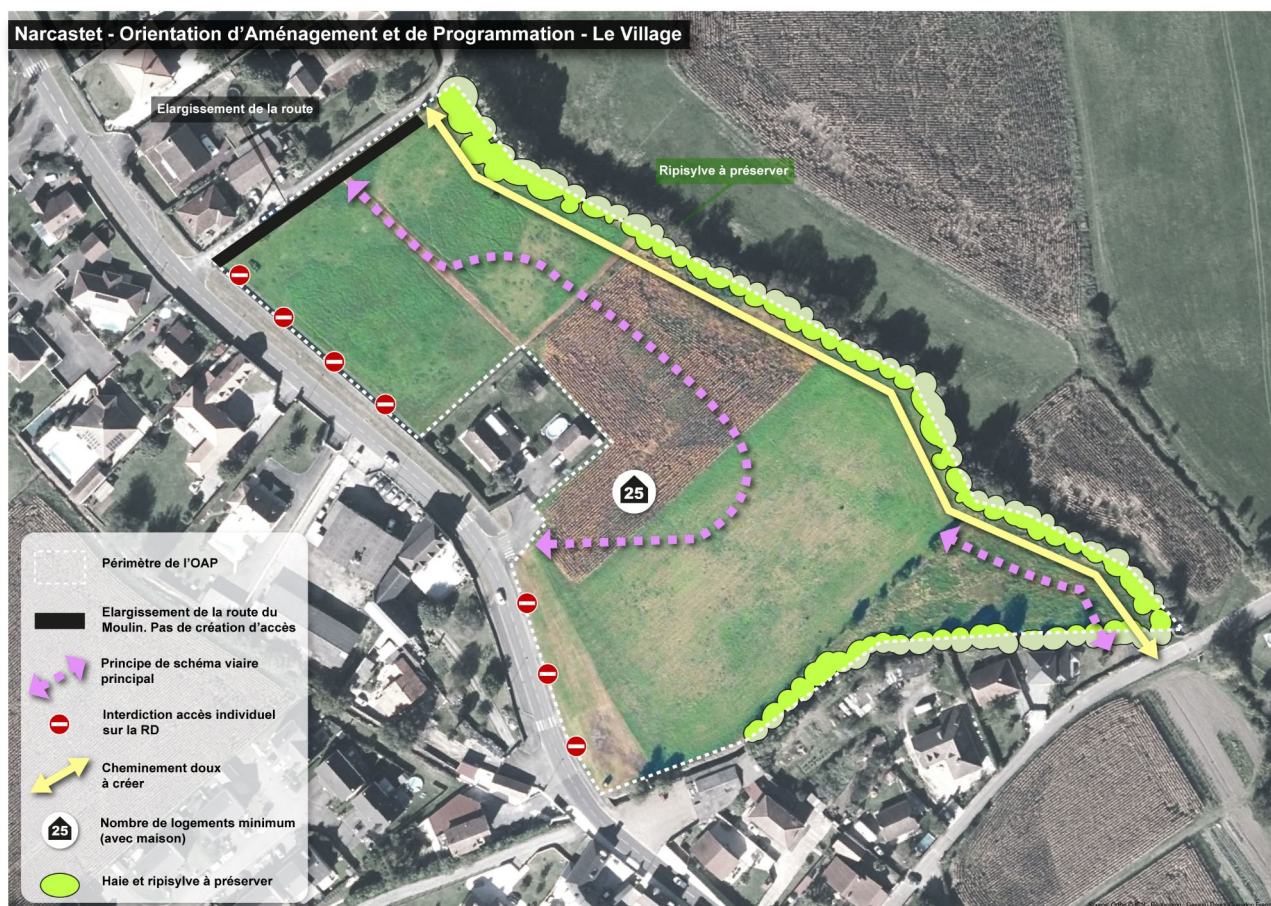 Narcastet - Orientation d'Aménagement et de Programmation - Le Village
Elargissement de la route
Ripisylve à préserver
25
Périmètre de l'OAP
Elargissement de la route du
Moulin. Pas de création d'accès
Principe de schéma viaire
principal
Interdiction accès individuel
sur la RD
Cheminement doux
à créer
25
Nombre de logements minimum
(avec maison)
Haie et ripisylve à préserver